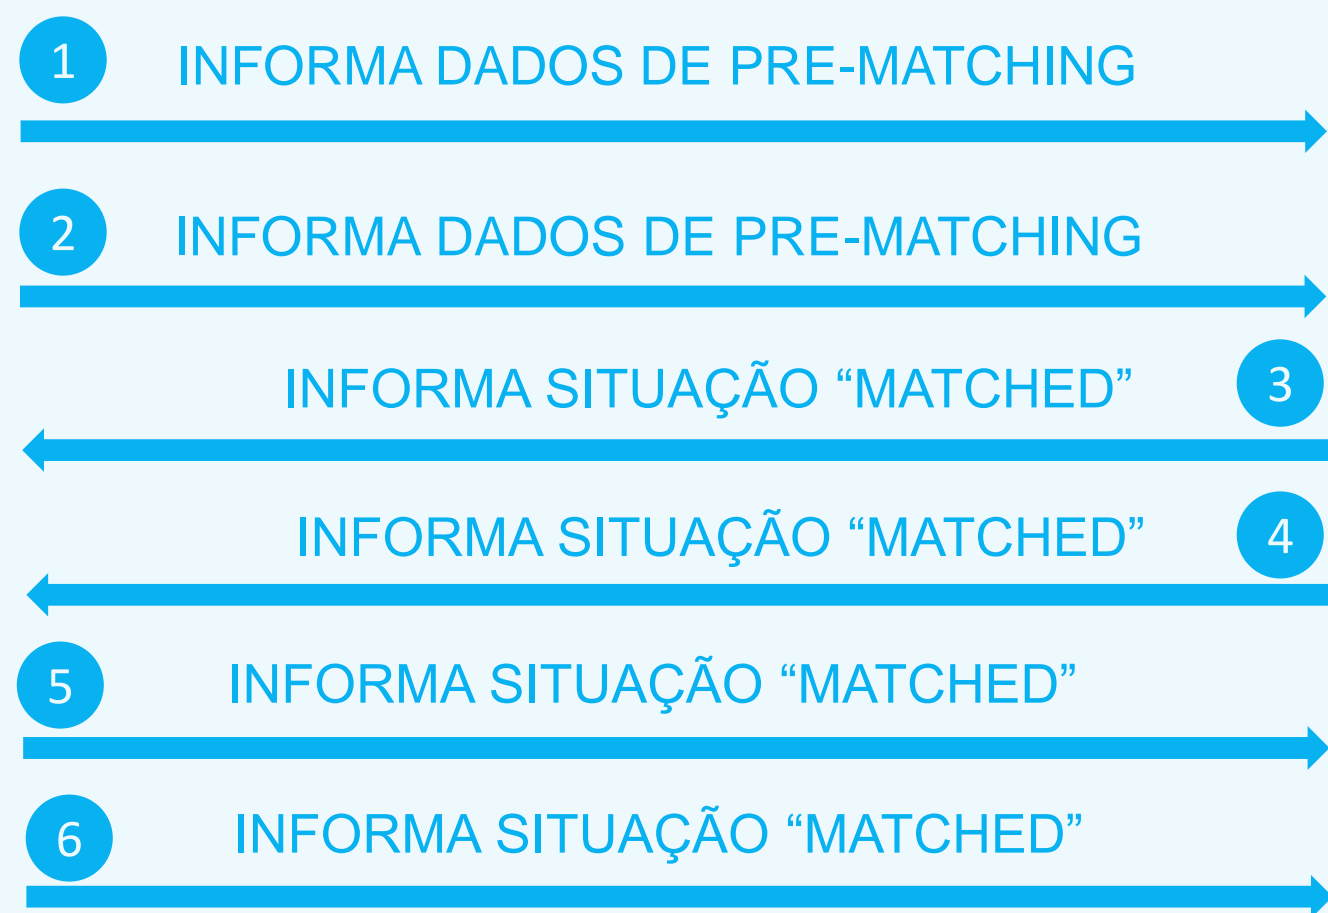 1 INFORMA DADOS DE PRE-MATCHING
2 INFORMA DADOS DE PRE-MATCHING
INFORMA SITUAÇÃO “MATCHED” 3
INFORMA SITUAÇÃO “MATCHED” 4
5 INFORMA SITUAÇÃO “MATCHED”
6 INFORMA SITUAÇÃO “MATCHED”